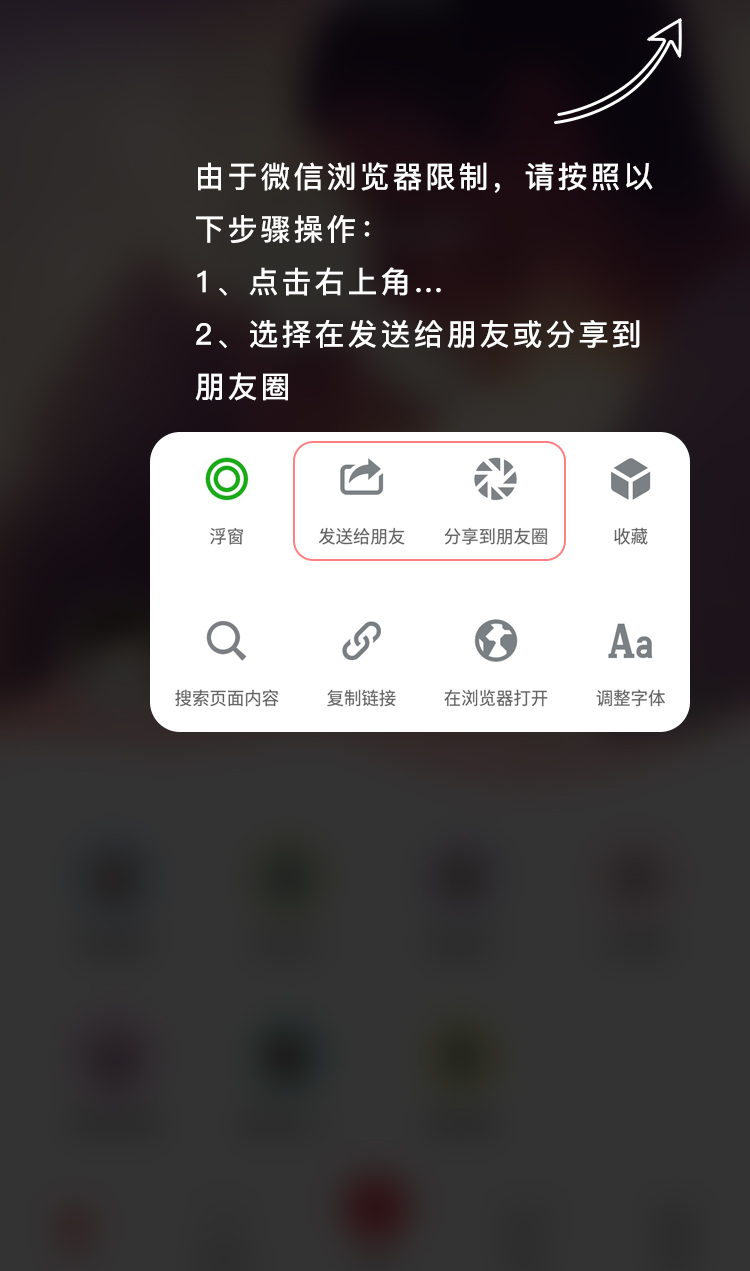 由于微信浏览器限制，请按照以
下步骤操作：
1、点击右上角...
2、选择在发送给朋友或分享到
朋友圈
浮窗 发送给朋友 分享到朋友圈 收藏
搜索页面内容 复制链接 在浏览器打开 Aa 调整字体